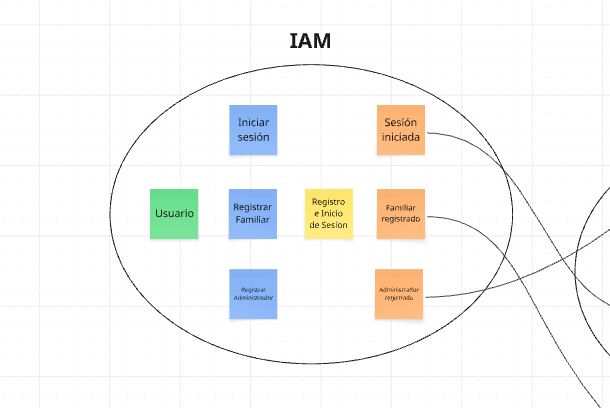 IAM
Iniciar
sesión
Sesión
iniciada
Usuario
Registrar
Familiar
Registro
e Inicio
de Sesion
Familiar
registrado
Registrar
Administrador
Administrador
registrado